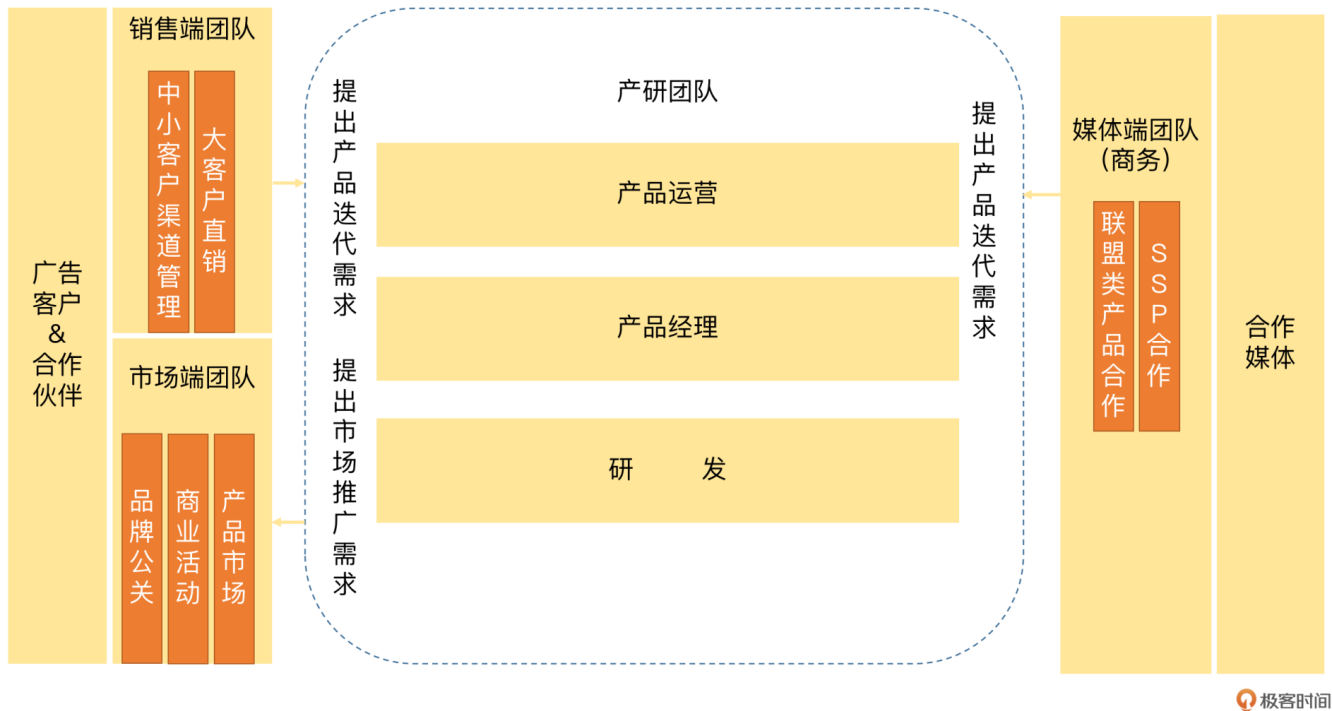 广告
客户
&
合作
伙伴
销售端团队
中小客户渠道管理
大客户直销
市场端团队
品牌公关
商业活动
产品市场
提出产品迭代需求
提出市场推广需求
产研团队
产品运营
产品经理
研 发
提出产品迭代需求
媒体端团队
（商务）
联盟类产品合作
SSP合作
合作
媒体
极客时间